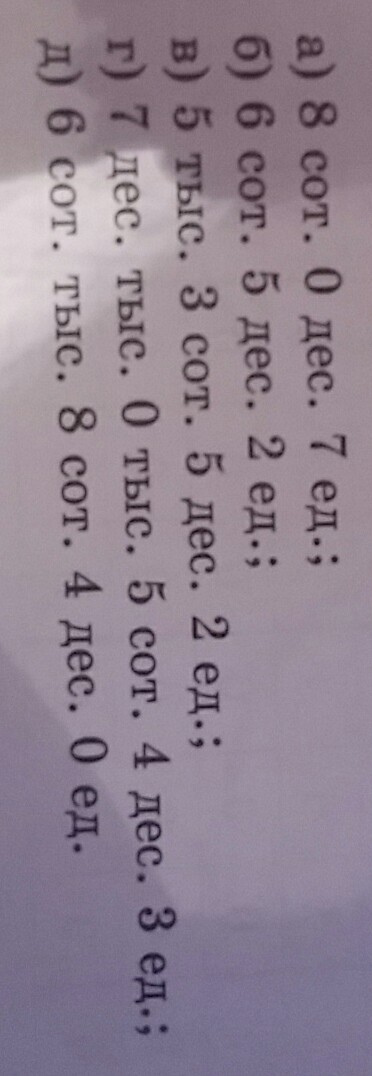 а) 8 сот. 0 дес. 7 ед.;
б) 6 сот. 5 дес. 2 ед.;
в) 5 тыс. 3 сот. 5 дес. 2 ед.;
г) 7 дес. тыс. 0 тыс. 5 сот. 4 дес. 3 ед.;
д) 6 сот. тыс. 8 сот. 4 дес. 0 ед.